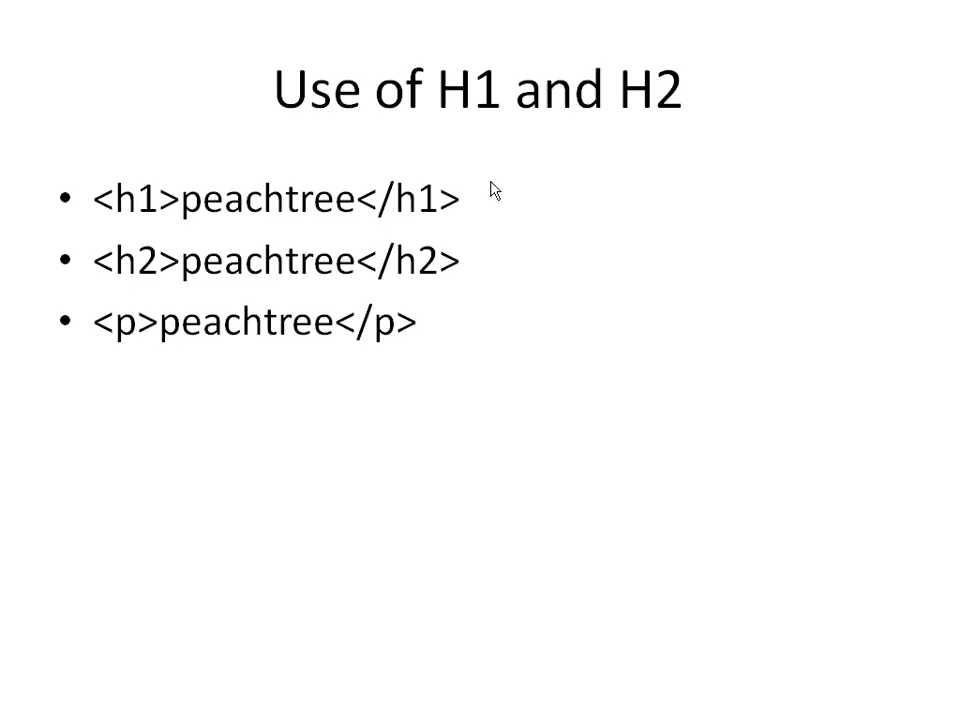 Use of H1 and H2
• <h1>peachtree</h1>
• <h2>peachtree</h2>
• <p>peachtree</p>